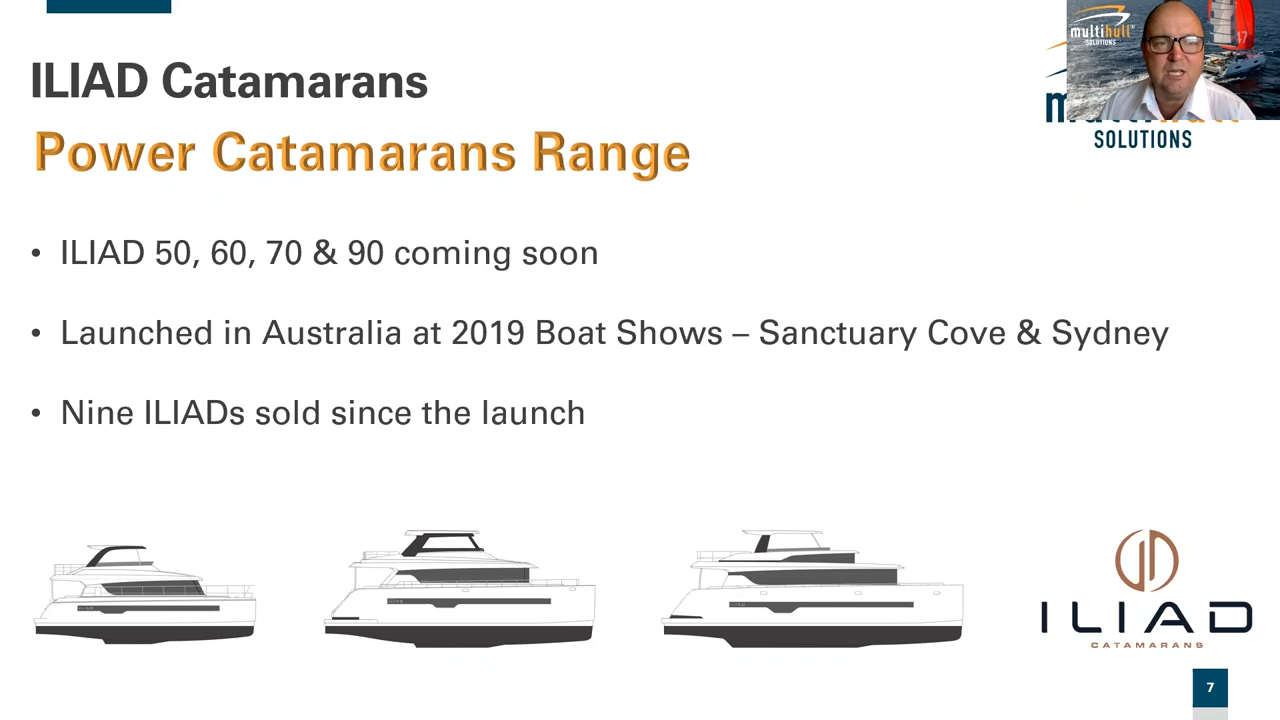 ILIAD Catamarans
Power Catamarans Range
multihull
SOLUTIONS
SOLUTIONS
• ILIAD 50, 60, 70 & 90 coming soon
• Launched in Australia at 2019 Boat Shows – Sanctuary Cove & Sydney
• Nine ILIADs sold since the launch
ILIAD
CATAMARANS
7